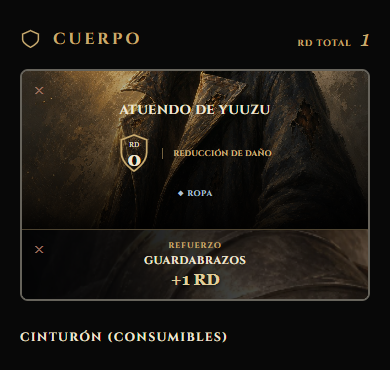 CUERPO
RD TOTAL 1
×
ATUENDO DE YUUZU
RD
0
REDUCCIÓN DE DAÑO
ROPA
×
REFUERZO
GUARDABRAZOS
+1 RD
CINTURÓN (CONSUMIBLES)